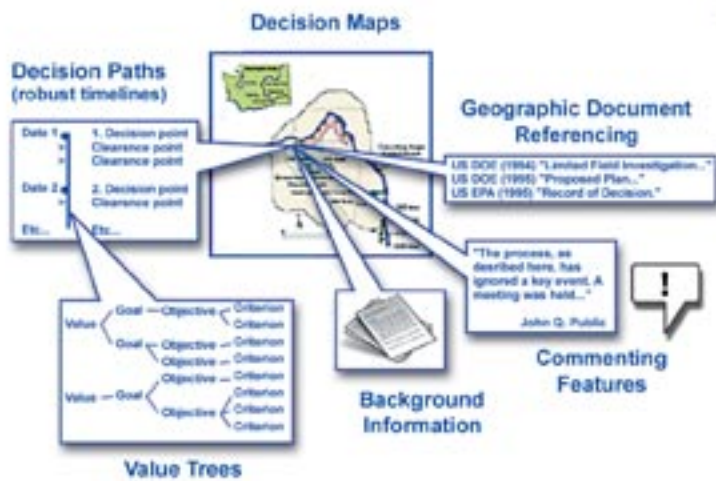 Decision Maps
Decision Paths
(robust timelines)
Date 1
1. Decision point
Clearance point
Clearance point
Date 2
2. Decision point
Clearance point
Etc...
Etc...
Geographic Document
Referencing
US DOE (1994) "Limited Field Investigation..."
US DOE (1995) "Proposed Plan..."
US EPA (1995) "Record of Decision."
"The process, as
desribed here, has
ignored a key event. A
meeting was held..."
John Q. Public
!
Commenting
Features
Background
Information
Value
Goal
Objective
Criterion
Criterion
Goal
Objective
Criterion
Objective
Criterion
Value
Goal
Objective
Criterion
Objective
Criterion
Criterion
Criterion
Value Trees